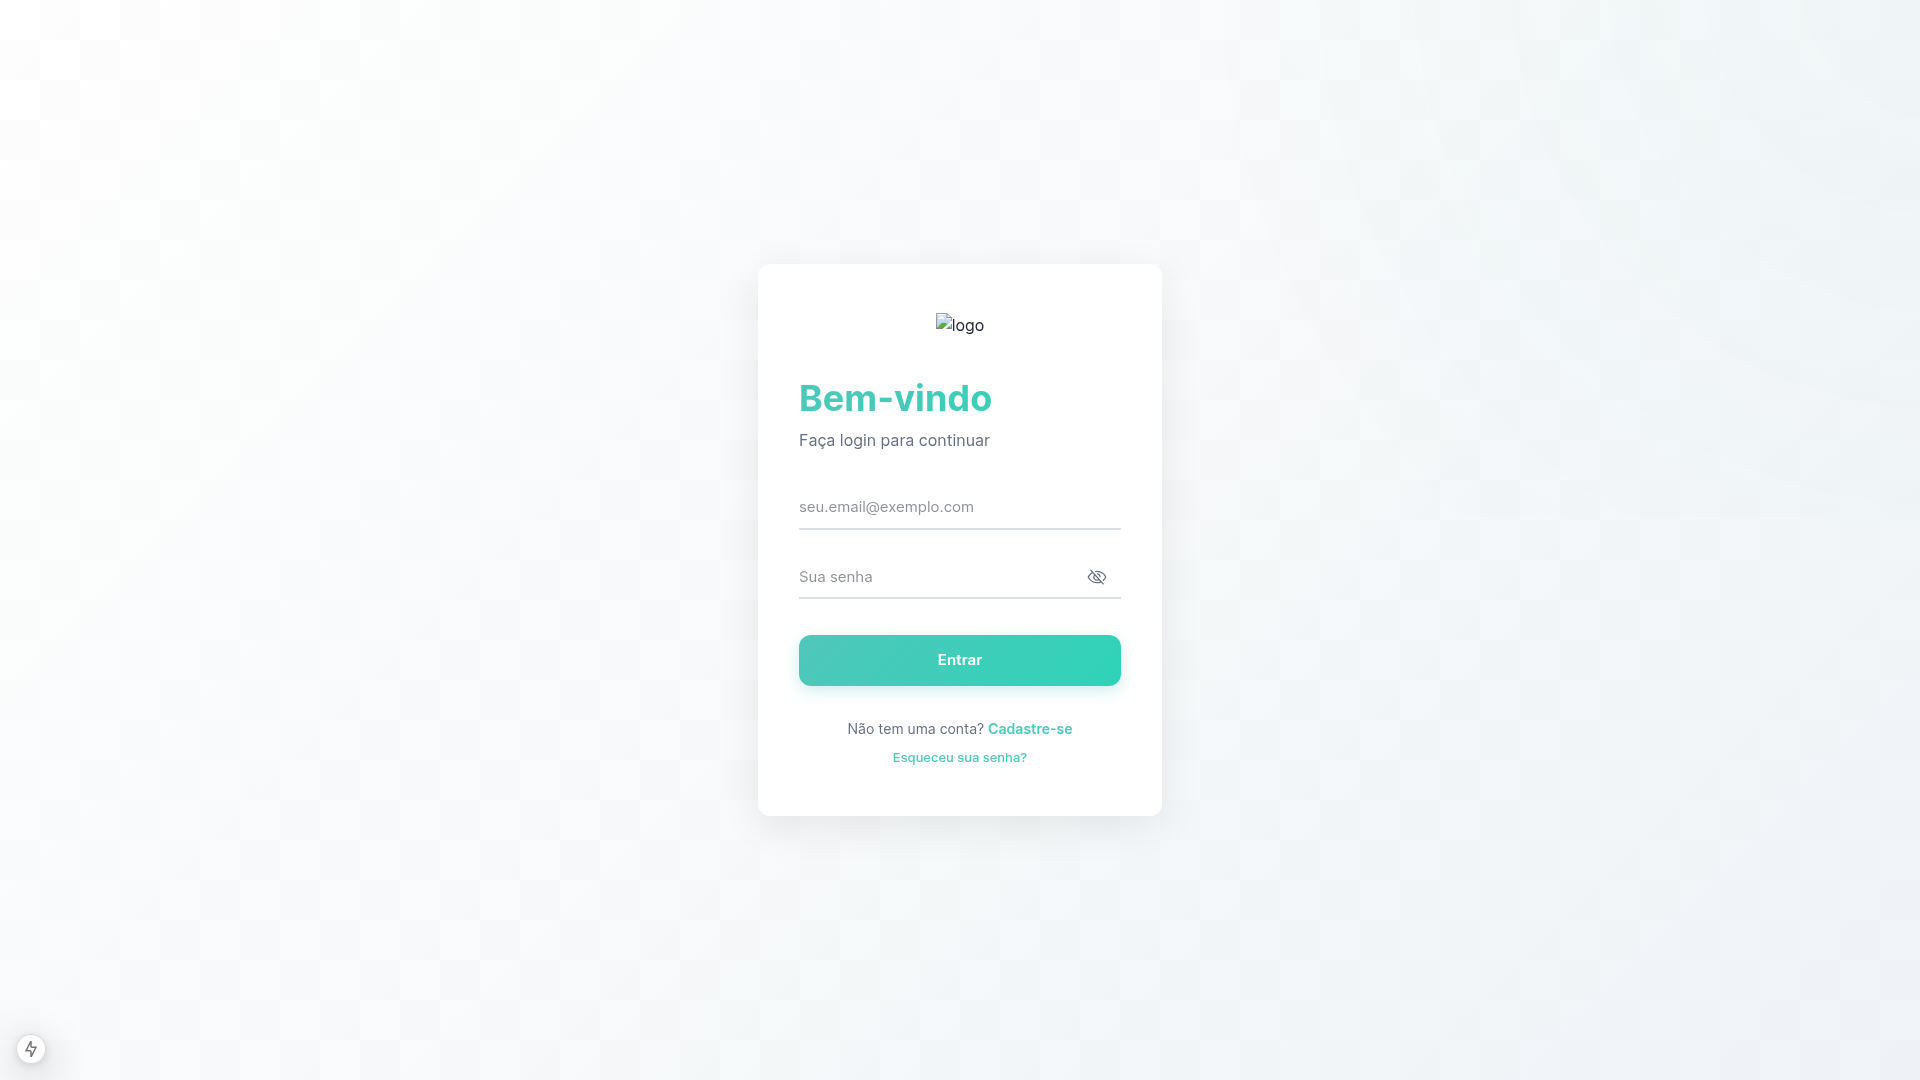 logo
Bem-vindo
Faça login para continuar
seu.email@exemplo.com
Sua senha
Entrar
Não tem uma conta? Cadastre-se
Esqueceu sua senha?